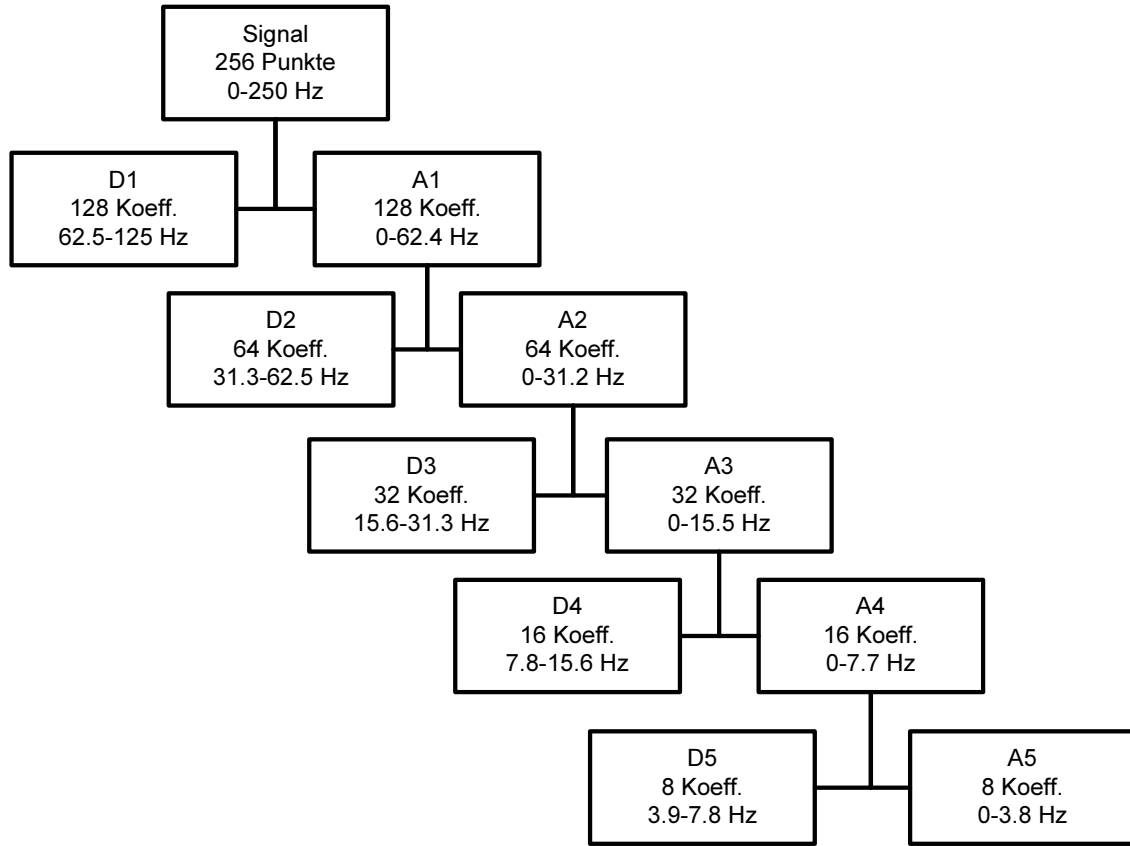 Signal
256 Punkte
0-250 Hz
D1
128 Koeff.
62.5-125 Hz
A1
128 Koeff.
0-62.4 Hz
D2
64 Koeff.
31.3-62.5 Hz
A2
64 Koeff.
0-31.2 Hz
D3
32 Koeff.
15.6-31.3 Hz
A3
32 Koeff.
0-15.5 Hz
D4
16 Koeff.
7.8-15.6 Hz
A4
16 Koeff.
0-7.7 Hz
D5
8 Koeff.
3.9-7.8 Hz
A5
8 Koeff.
0-3.8 Hz